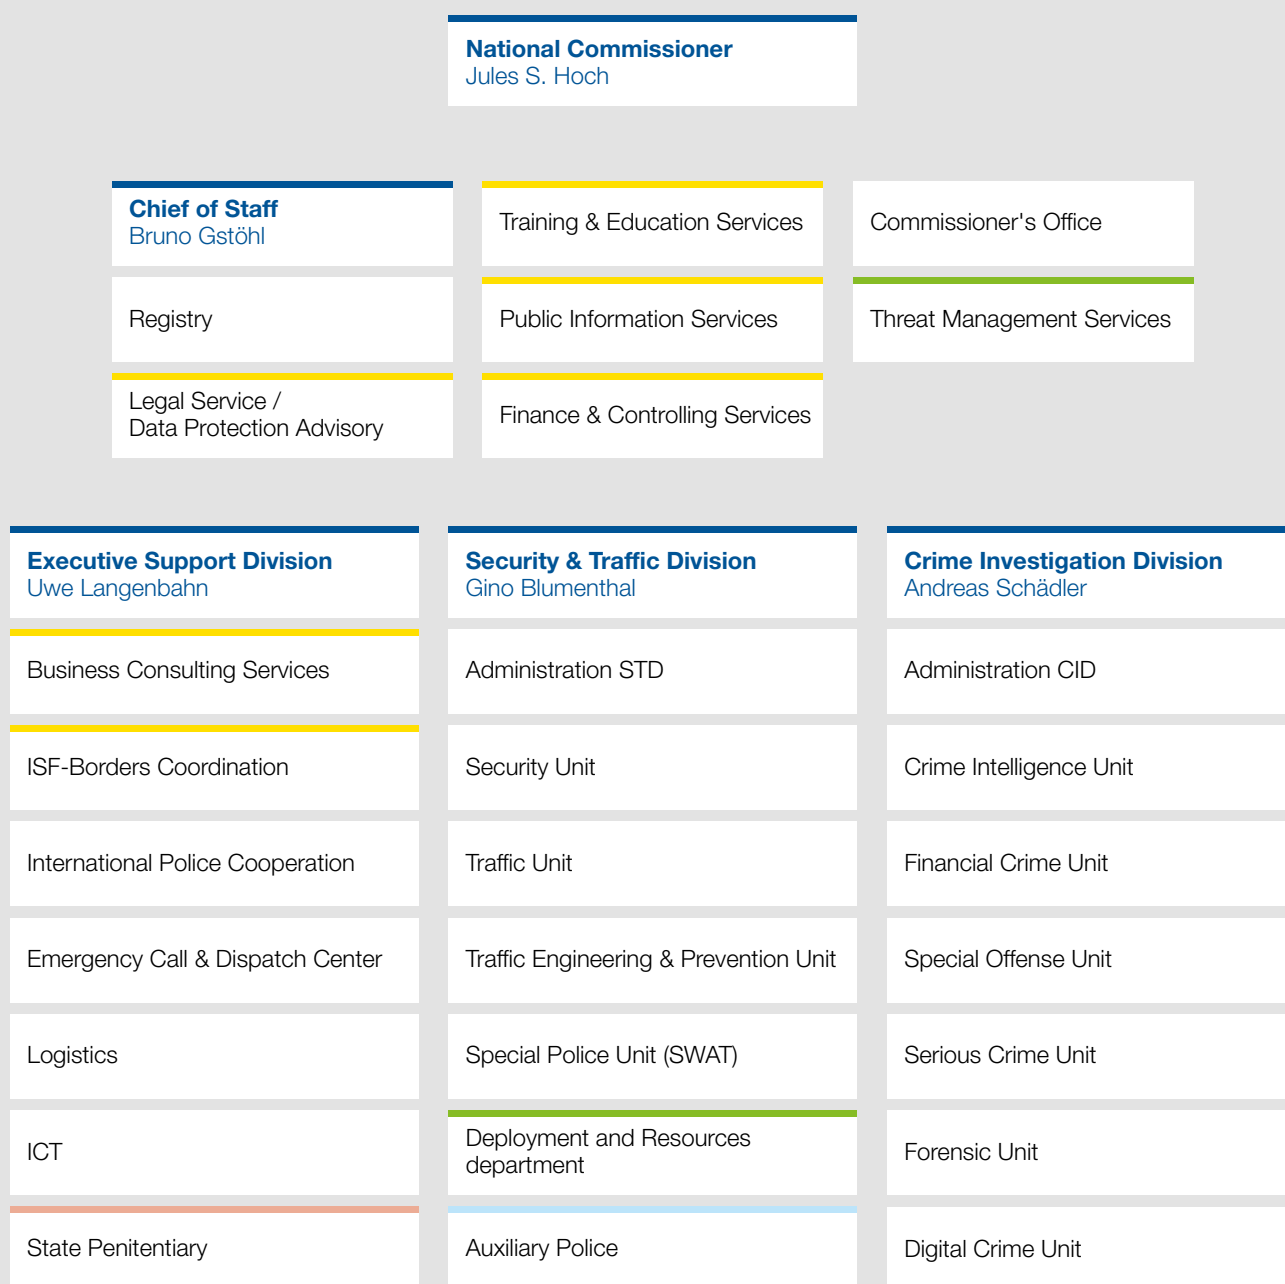 National Commissioner
Jules S. Hoch
Chief of Staff
Bruno Gstöhl
Registry
Legal Service /
Data Protection Advisory
Training & Education Services
Public Information Services
Finance & Controlling Services
Commissioner's Office
Threat Management Services
Executive Support Division
Uwe Langenbahn
Business Consulting Services
ISF-Borders Coordination
International Police Cooperation
Emergency Call & Dispatch Center
Logistics
ICT
State Penitentiary
Security & Traffic Division
Gino Blumenthal
Administration STD
Security Unit
Traffic Unit
Traffic Engineering & Prevention Unit
Special Police Unit (SWAT)
Deployment and Resources
department
Auxiliary Police
Crime Investigation Division
Andreas Schädler
Administration CID
Crime Intelligence Unit
Financial Crime Unit
Special Offense Unit
Serious Crime Unit
Forensic Unit
Digital Crime Unit